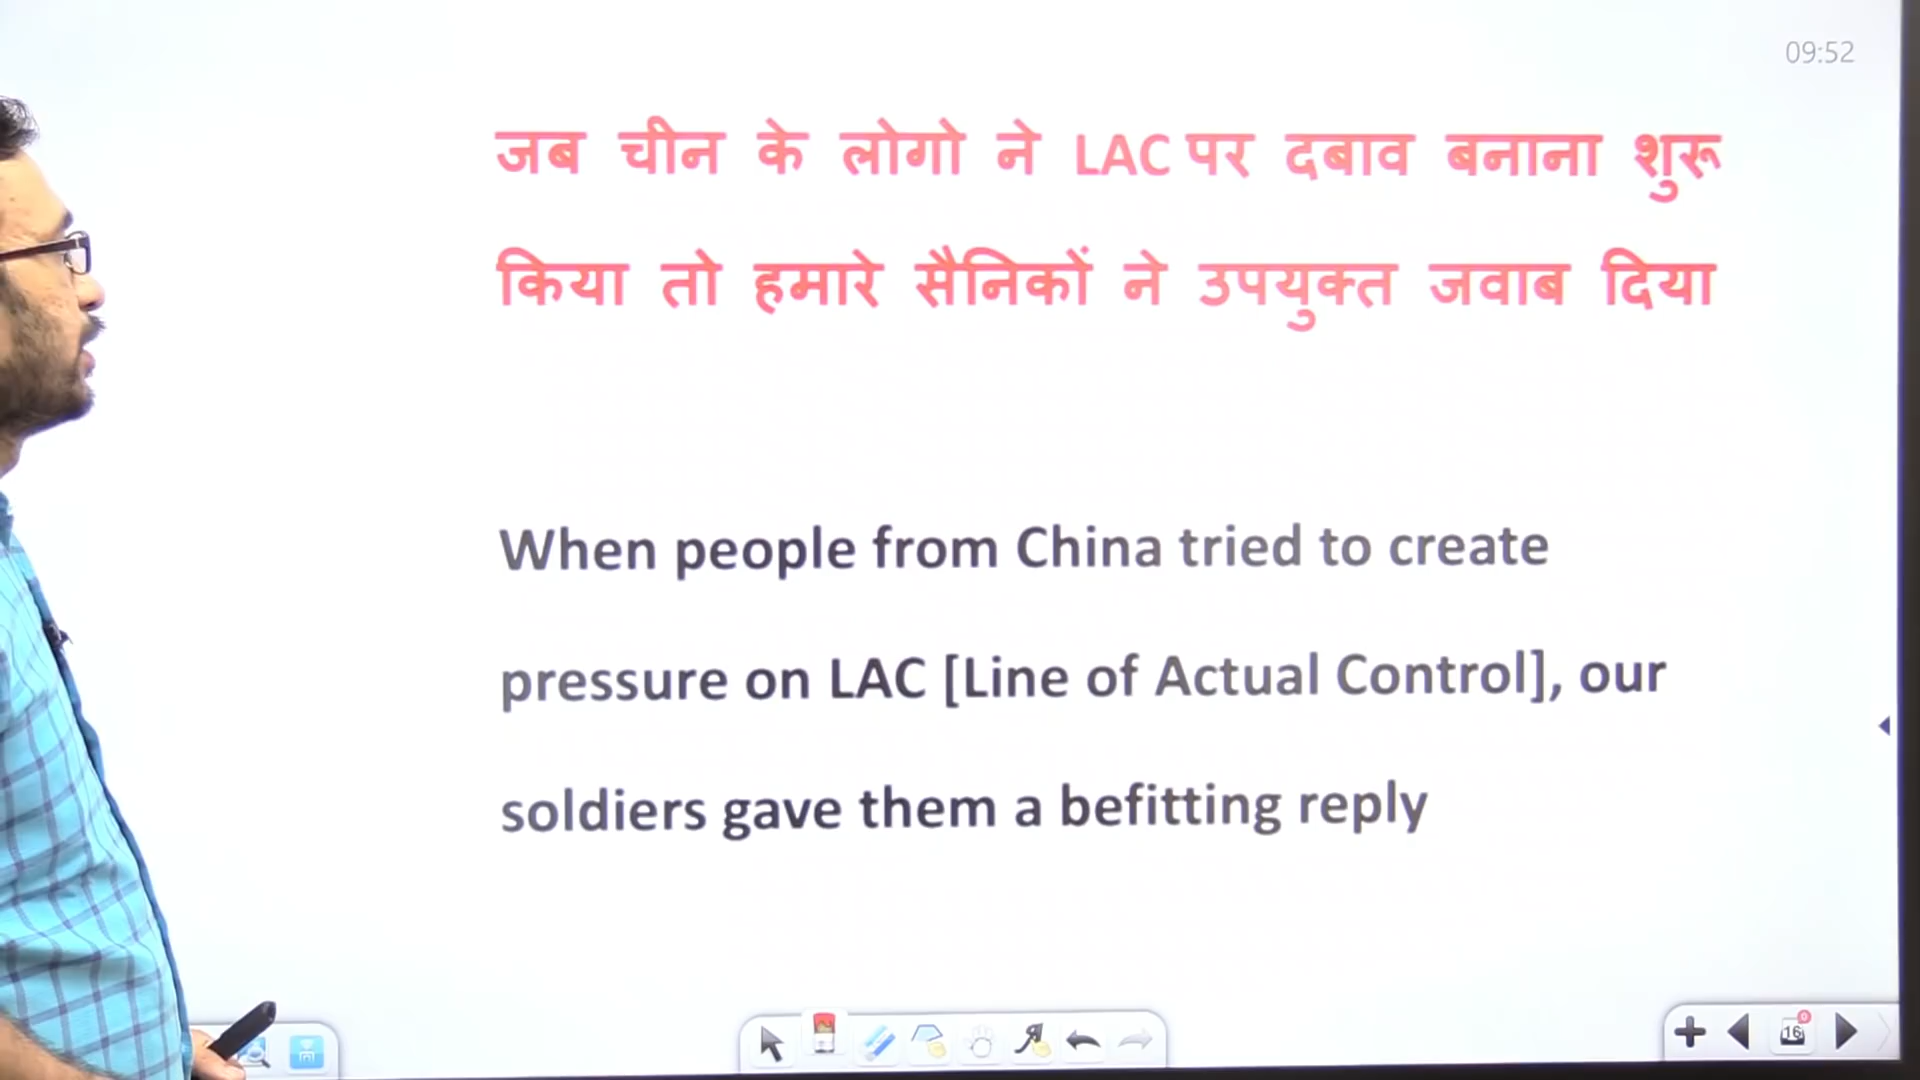 09:52
जब चीन के लोगो ने LAC पर दबाव बनाना शुरू
किया तो हमारे सैनिकों ने उपयुक्त जवाब दिया
When people from China tried to create
pressure on LAC [Line of Actual Control], our
soldiers gave them a befitting reply
16
0